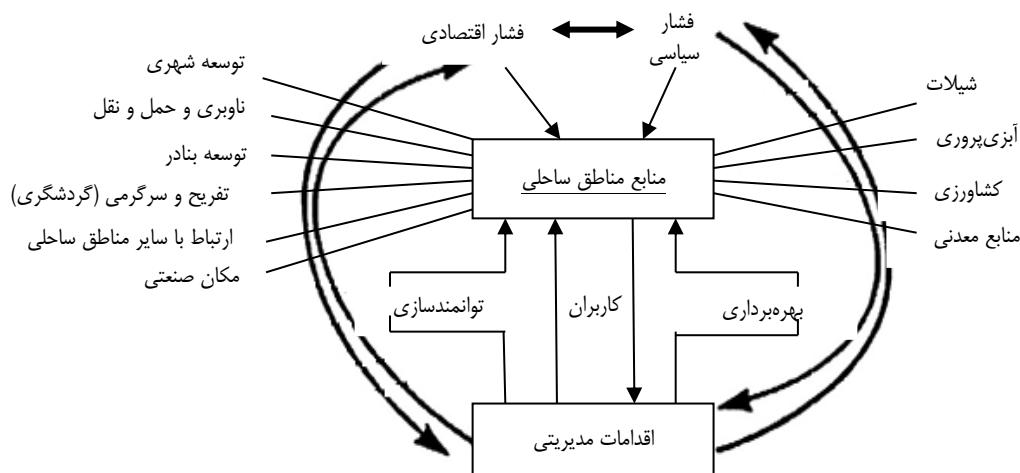 فشار اقتصادی
فشار
سیاسی
توسعه شهری
ناوبری و حمل و نقل
توسعه بنادر
تفریح و سرگرمی (گردشگری)
ارتباط با سایر مناطق ساحلی
مکان صنعتی
شیلات
آبزی‌پروری
کشاورزی
منابع معدنی
منابع مناطق ساحلی
بهره‌برداری
کاربران
توانمندسازی
اقدامات مدیریتی